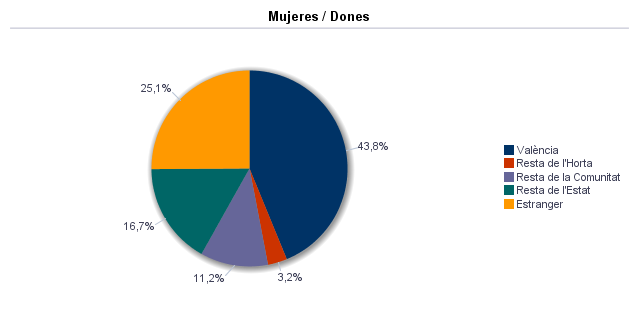 Mujeres / Dones
25,1%
43,8%
València
Resta de l'Horta
Resta de la Comunitat
Resta de l'Estat
Estranger
16,7%
11,2%
3,2%